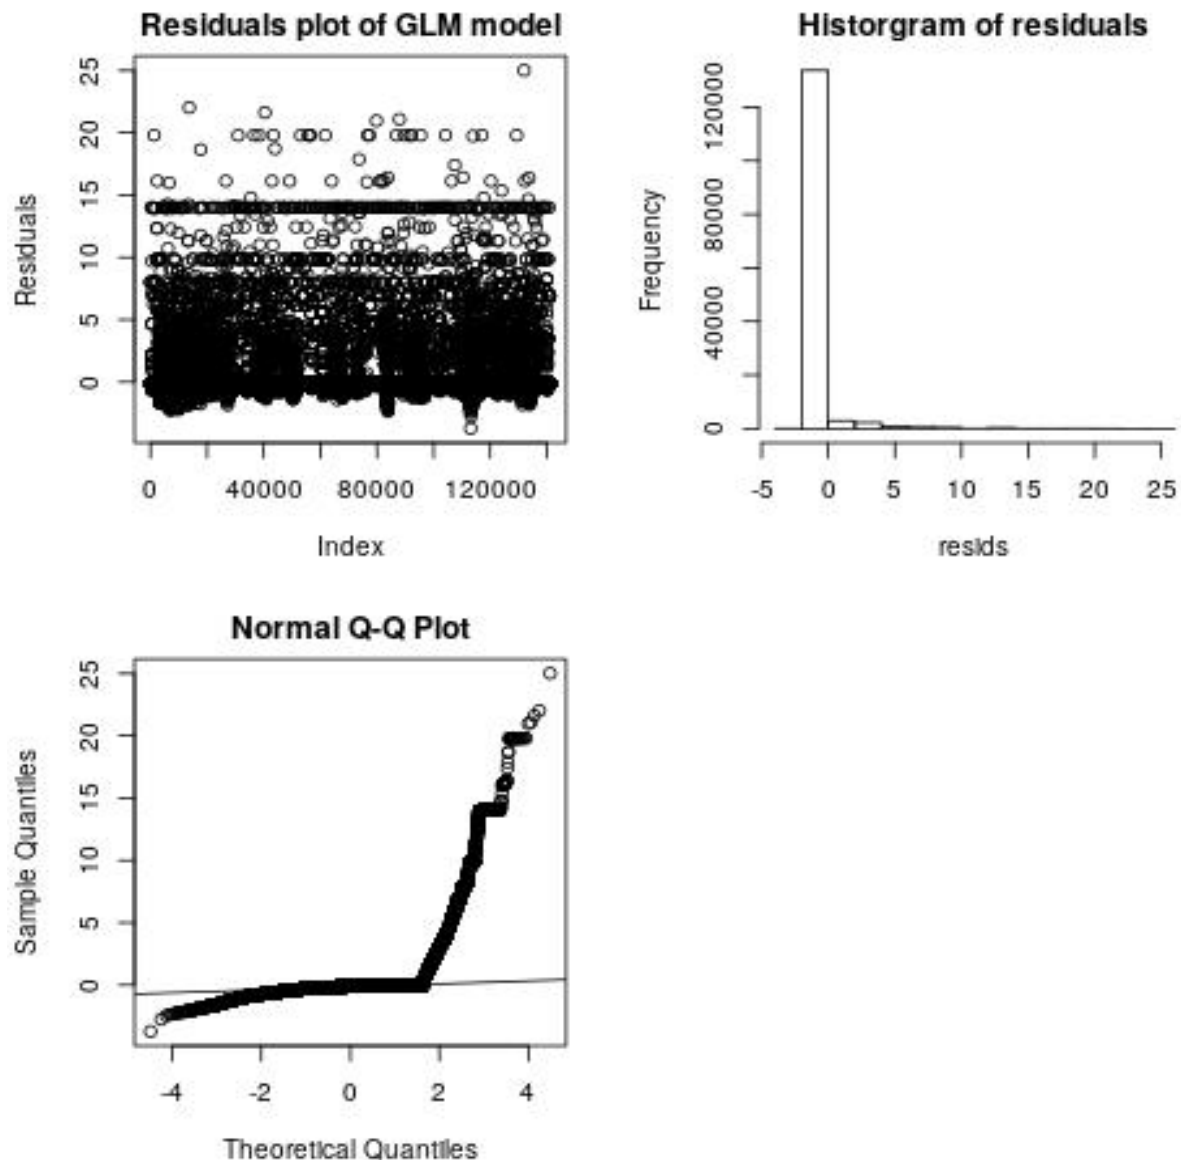 Residuals plot of GLM model
Residuals
0 5 10 15 20 25
0 40000 80000 120000
Index
Historgram of residuals
Frequency
0 40000 80000 120000
-5 0 5 10 15 20 25
resids
Normal Q-Q Plot
Sample Quantiles
0 5 10 15 20 25
-4 -2 0 2 4
Theoretical Quantiles